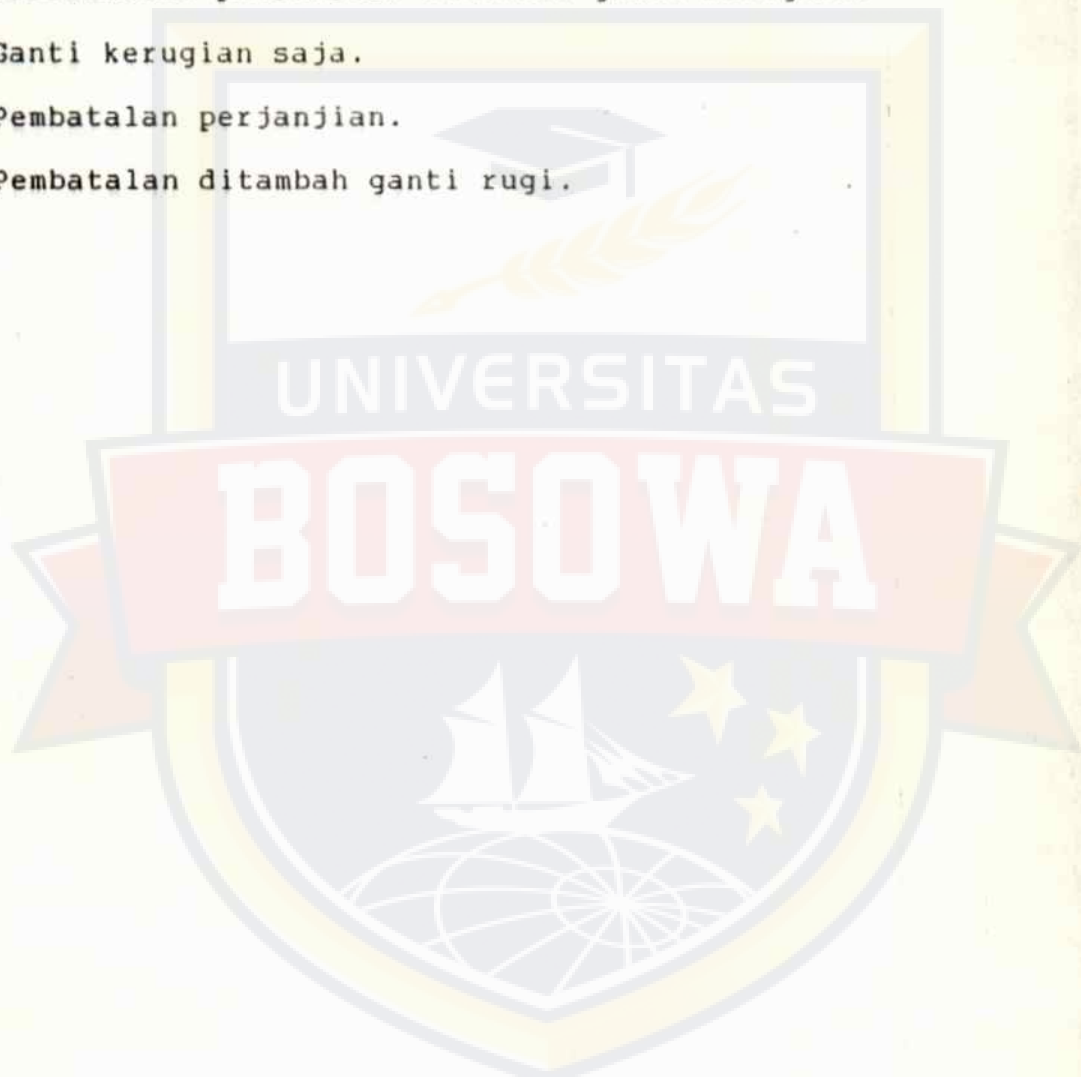 Ganti kerugian saja.
Pembatalan perjanjian.
Pembatalan ditambah ganti rugi.
UNIVERSITAS
BOSOWA